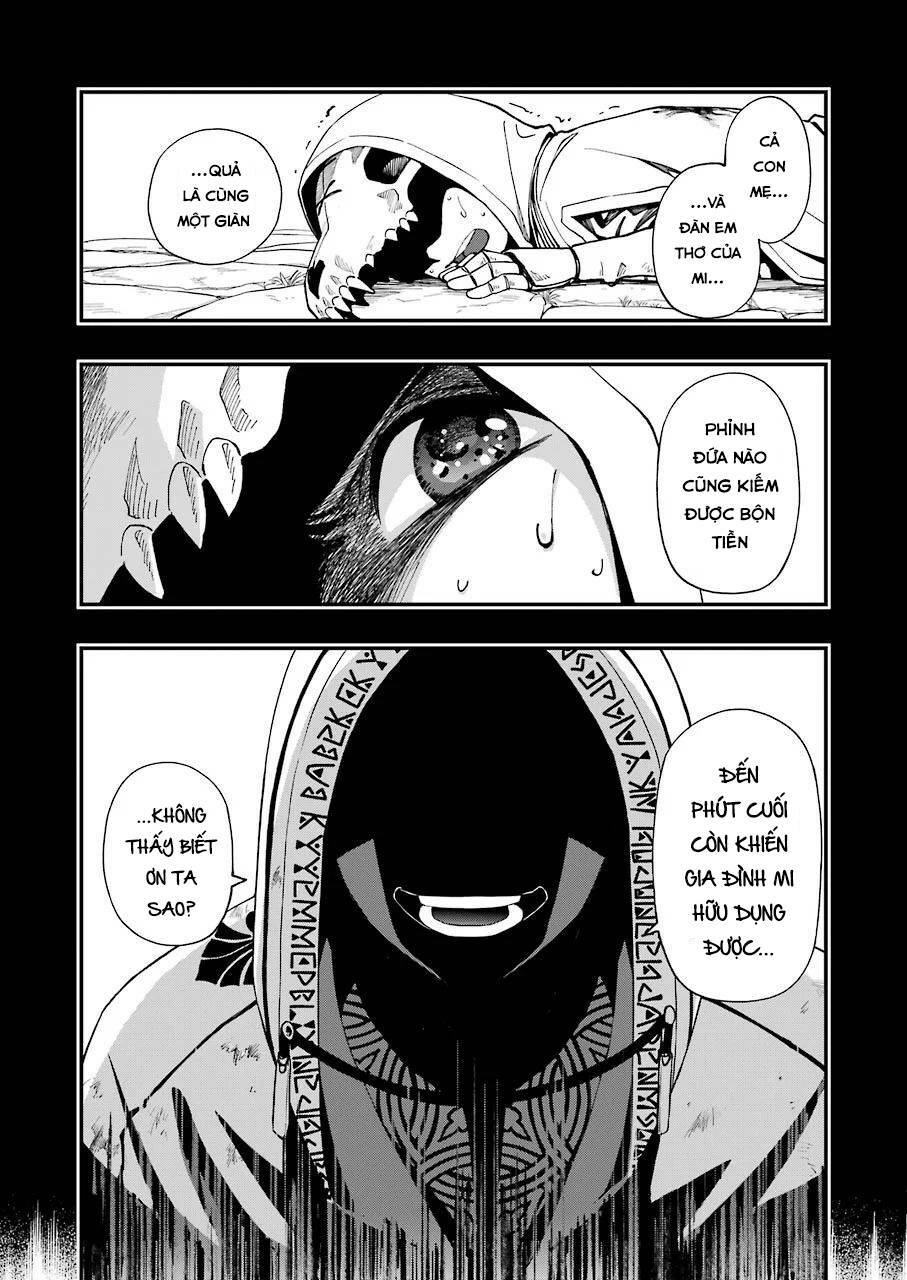 CẢ
CON
MẸ...
...VÀ
ĐÀN EM
THƠ CỦA
MI...
...QUẢ
LÀ CÙNG
MỘT GIÀN
PHỈNH
ĐỨA NÀO
CŨNG KIẾM
ĐƯỢC BỘN
TIỀN
ĐẾN
PHÚT CUỐI
CÒN KHIẾN
GIA ĐÌNH MI
HỮU DỤNG
ĐƯỢC...
...KHÔNG
THẤY BIẾT
ƠN TA
SAO?